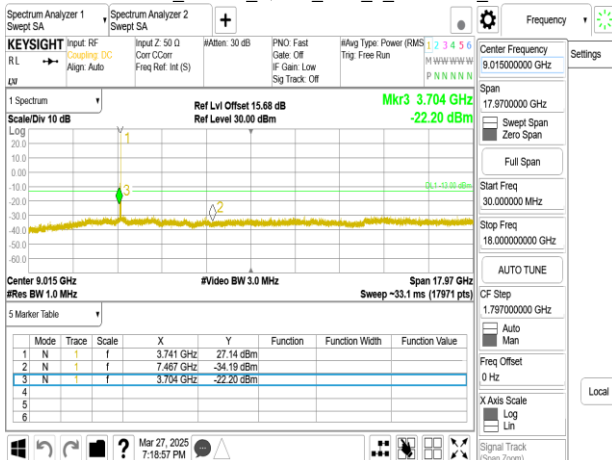 Spectrum Analyzer 1
Swept SA
Spectrum Analyzer 2
Swept SA
+
Frequency
KEYSIGHT
RL
Input: RF
Coupling: DC
Align: Auto
Input Z: 50 Ω
Corr CCorr
Freq Ref: Int (S)
#Atten: 30 dB
PNO: Fast
Gate: Off
IF Gain: Low
Sig Track: Off
#Avg Type: Power (RMS
Trig: Free Run
1 2 3 4 5 6
M W W W W W
P N N N N N
1 Spectrum
Scale/Div 10 dB
Ref Lvl Offset 15.68 dB
Ref Level 30.00 dBm
Mkr3 3.704 GHz
-22.20 dBm
Log
20.0
10.0
0.00
-10.0
-20.0
-30.0
-40.0
-50.0
-60.0
1
2
3
DL1 -13.00 dBm
Center 9.015 GHz
#Res BW 1.0 MHz
#Video BW 3.0 MHz
Span 17.97 GHz
Sweep ~33.1 ms (17971 pts)
5 Marker Table
Mode Trace Scale X Y Function Function Width Function Value
1 N 1 f 3.741 GHz 27.14 dBm
2 N 1 f 7.467 GHz -34.19 dBm
3 N 1 f 3.704 GHz -22.20 dBm
4
5
6
?
Mar 27, 2025
7:18:57 PM
Center Frequency
9.015000000 GHz
Span
17.9700000 GHz
Swept Span
Zero Span
Full Span
Start Freq
30.000000 MHz
Stop Freq
18.000000000 GHz
AUTO TUNE
CF Step
1.797000000 GHz
Auto
Man
Freq Offset
0 Hz
X Axis Scale
Log
Lin
Signal Track
(Span Zoom)
Settings
Local